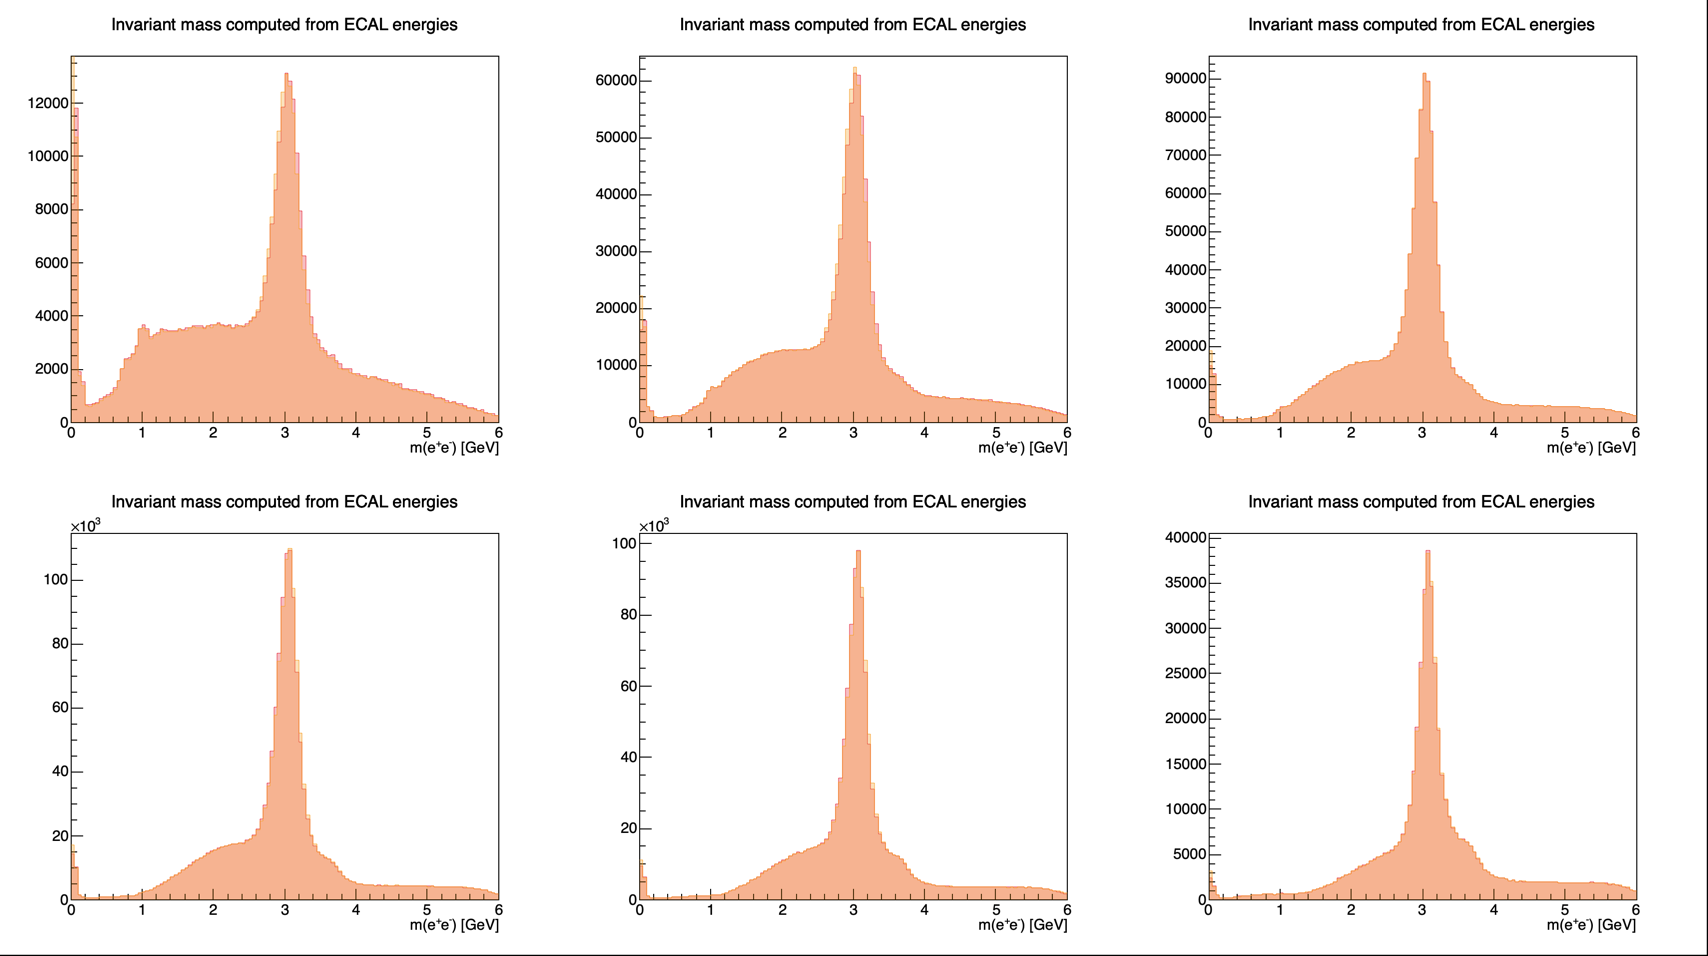 Invariant mass computed from ECAL energies
12000
10000
8000
6000
4000
2000
0
0 1 2 3 4 5 6
m(e⁺e⁻) [GeV]
Invariant mass computed from ECAL energies
60000
50000
40000
30000
20000
10000
0
0 1 2 3 4 5 6
m(e⁺e⁻) [GeV]
Invariant mass computed from ECAL energies
90000
80000
70000
60000
50000
40000
30000
20000
10000
0
0 1 2 3 4 5 6
m(e⁺e⁻) [GeV]
Invariant mass computed from ECAL energies
×10³
100
80
60
40
20
0
0 1 2 3 4 5 6
m(e⁺e⁻) [GeV]
Invariant mass computed from ECAL energies
×10³
100
80
60
40
20
0
0 1 2 3 4 5 6
m(e⁺e⁻) [GeV]
Invariant mass computed from ECAL energies
40000
35000
30000
25000
20000
15000
10000
5000
0
0 1 2 3 4 5 6
m(e⁺e⁻) [GeV]